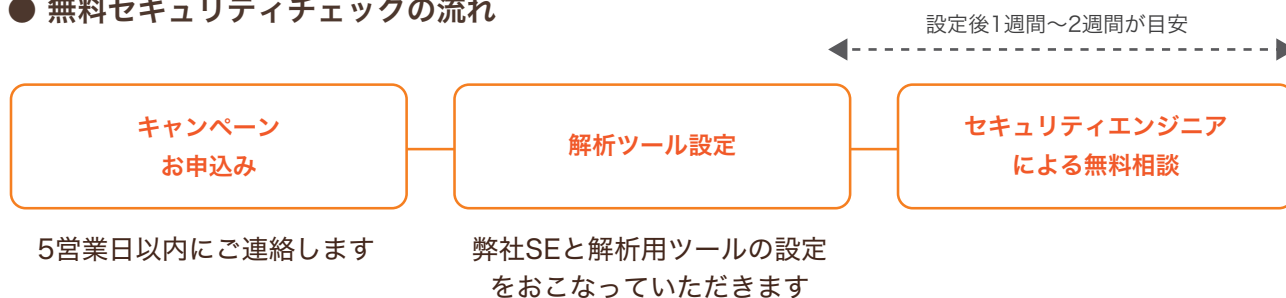 ● 無料セキュリティチェックの流れ
設定後1週間〜2週間が目安
キャンペーン
お申込み
解析ツール設定
セキュリティエンジニア
による無料相談
5営業日以内にご連絡します
弊社SEと解析用ツールの設定
をおこなっていただきます